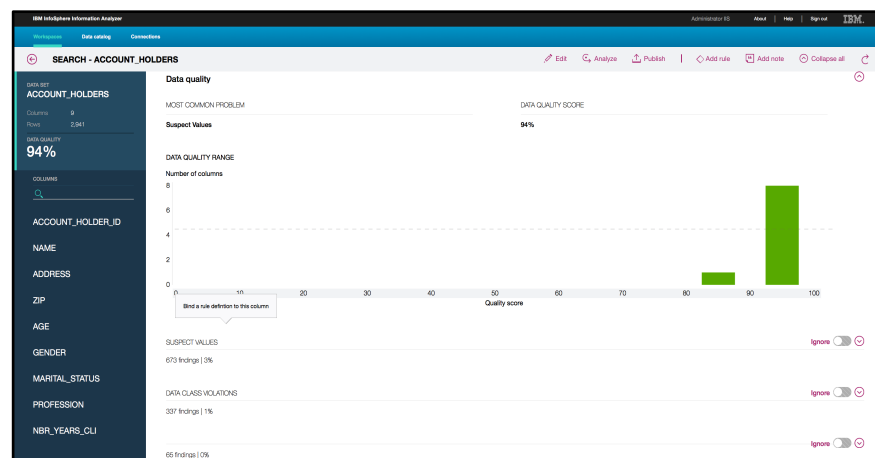 IBM InfoSphere Information Analyzer
Administrator IIS
About
Help
Sign out
IBM.
Workspaces
Data catalog
Connections
SEARCH - ACCOUNT_HOLDERS
Edit
Analyze
Publish
Add rule
Add note
Collapse all
DATA SET
ACCOUNT_HOLDERS
Columns 9
Rows 2,941
DATA QUALITY
94%
COLUMNS
ACCOUNT_HOLDER_ID
NAME
ADDRESS
ZIP
AGE
GENDER
MARITAL_STATUS
PROFESSION
NBR_YEARS_CLI
Data quality
MOST COMMON PROBLEM
Suspect Values
DATA QUALITY SCORE
94%
DATA QUALITY RANGE
Number of columns
8
6
4
2
0
0 10 20 30 40 50 60 70 80 90 100
Quality score
Bind a rule defintion to this column
SUSPECT VALUES
Ignore
673 findings | 3%
DATA CLASS VIOLATIONS
Ignore
337 findings | 1%
Ignore
65 findings | 0%